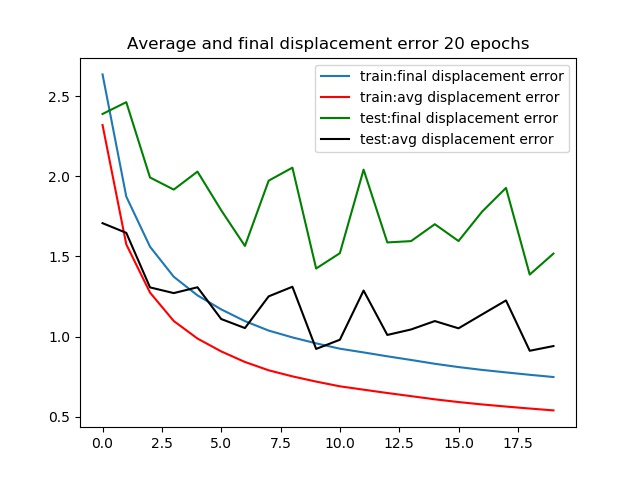 Average and final displacement error 20 epochs
train:final displacement error
train:avg displacement error
test:final displacement error
test:avg displacement error
2.5
2.0
1.5
1.0
0.5
0.0 2.5 5.0 7.5 10.0 12.5 15.0 17.5